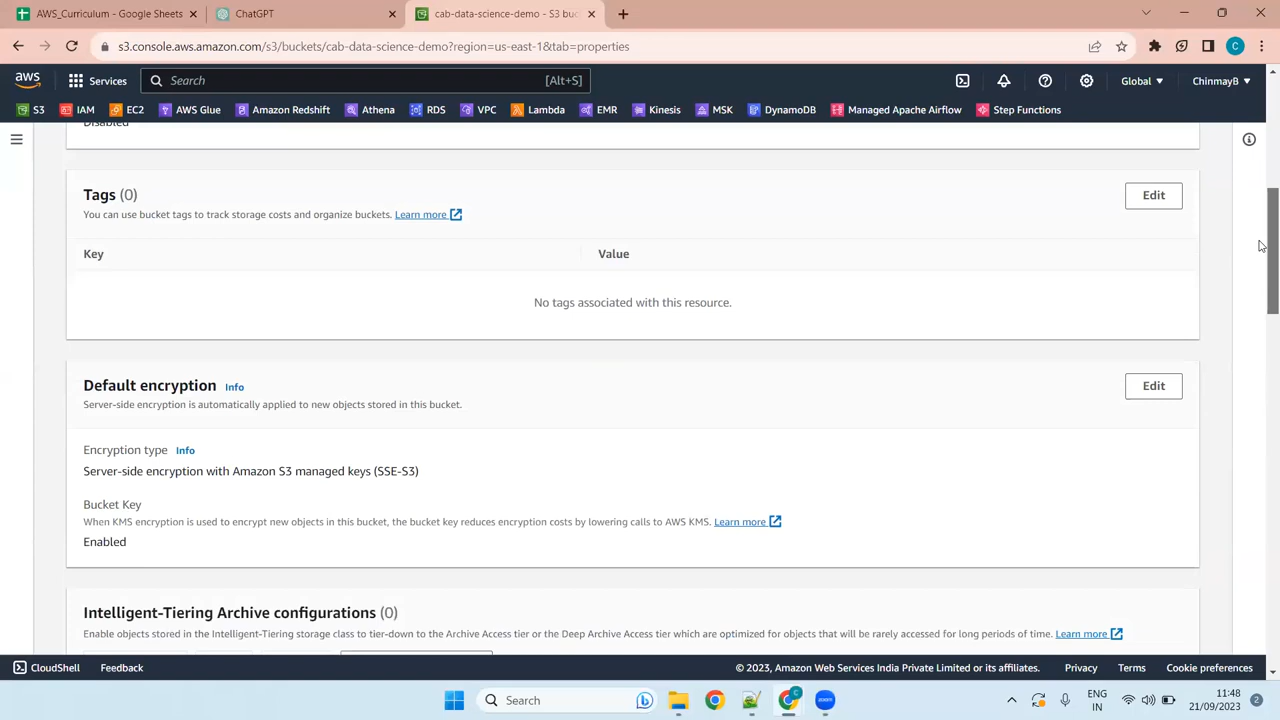 AWS_Curriculum - Google Sheets
ChatGPT
cab-data-science-demo - S3 buc
s3.console.aws.amazon.com/s3/buckets/cab-data-science-demo?region=us-east-1&tab=properties
C
aws
Services
Search
[Alt+S]
Global
ChinmayB
S3
IAM
EC2
AWS Glue
Amazon Redshift
Athena
RDS
VPC
Lambda
EMR
Kinesis
MSK
DynamoDB
Managed Apache Airflow
Step Functions
Disabled
Tags (0)
Edit
You can use bucket tags to track storage costs and organize buckets. Learn more
Key
Value
No tags associated with this resource.
Default encryption Info
Edit
Server-side encryption is automatically applied to new objects stored in this bucket.
Encryption type Info
Server-side encryption with Amazon S3 managed keys (SSE-S3)
Bucket Key
When KMS encryption is used to encrypt new objects in this bucket, the bucket key reduces encryption costs by lowering calls to AWS KMS. Learn more
Enabled
Intelligent-Tiering Archive configurations (0)
Enable objects stored in the Intelligent-Tiering storage class to tier-down to the Archive Access tier or the Deep Archive Access tier which are optimized for objects that will be rarely accessed for long periods of time. Learn more
CloudShell
Feedback
© 2023, Amazon Web Services India Private Limited or its affiliates.
Privacy
Terms
Cookie preferences
Search
C
zoom
ENG
IN
11:48
21/09/2023
2